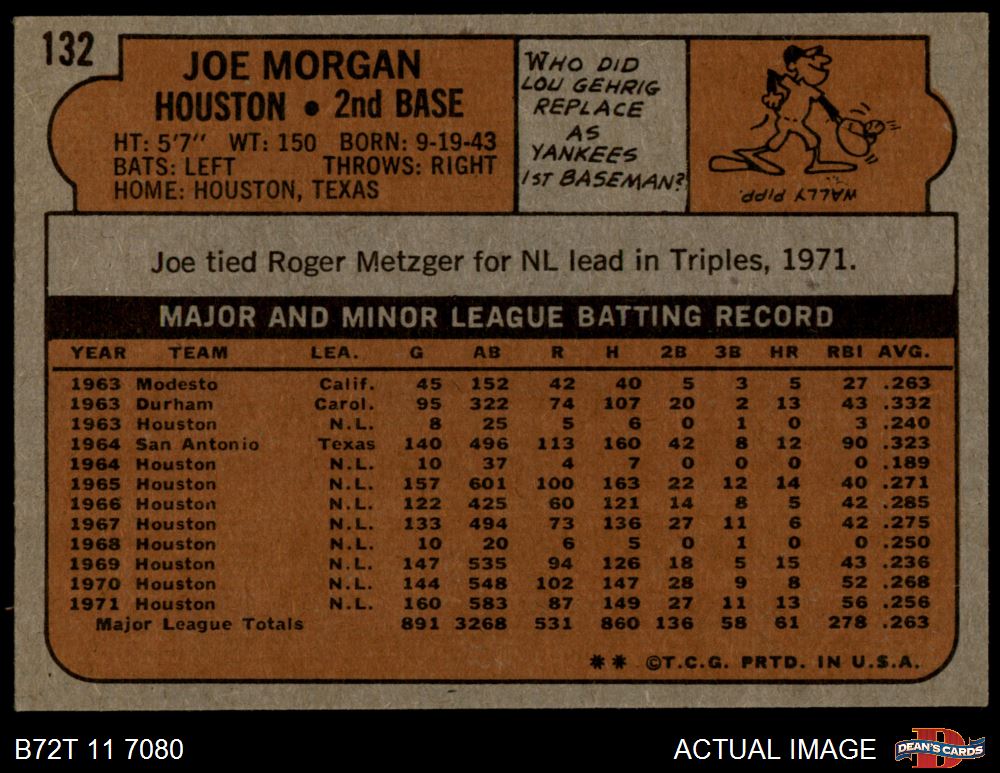 132
JOE MORGAN
HOUSTON • 2nd BASE
HT: 5'7" WT: 150 BORN: 9-19-43
BATS: LEFT THROWS: RIGHT
HOME: HOUSTON, TEXAS
WHO DID
LOU GEHRIG
REPLACE
AS
YANKEES
1ST BASEMAN?
WALLY PIPP.
Joe tied Roger Metzger for NL lead in Triples, 1971.
MAJOR AND MINOR LEAGUE BATTING RECORD
YEAR TEAM LEA. G AB R H 2B 3B HR RBI AVG.
1963 Modesto Calif. 45 152 42 40 5 3 5 27 .263
1963 Durham Carol. 95 322 74 107 20 2 13 43 .332
1963 Houston N.L. 8 25 5 6 0 1 0 3 .240
1964 San Antonio Texas 140 496 113 160 42 8 12 90 .323
1964 Houston N.L. 10 37 4 7 0 0 0 0 .189
1965 Houston N.L. 157 601 100 163 22 12 14 40 .271
1966 Houston N.L. 122 425 60 121 14 8 5 42 .285
1967 Houston N.L. 133 494 73 136 27 11 6 42 .275
1968 Houston N.L. 10 20 6 5 0 1 0 0 .250
1969 Houston N.L. 147 535 94 126 18 5 15 43 .236
1970 Houston N.L. 144 548 102 147 28 9 8 52 .268
1971 Houston N.L. 160 583 87 149 27 11 13 56 .256
Major League Totals 891 3268 531 860 136 58 61 278 .263
** ©T.C.G. PRTD. IN U.S.A.
B72T 11 7080
ACTUAL IMAGE
D
DEAN'S CARDS